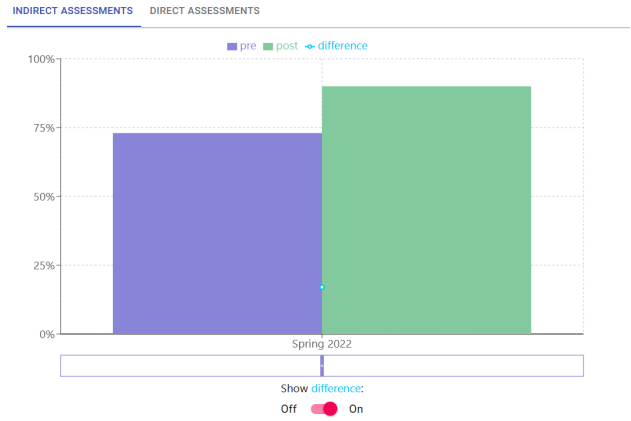 INDIRECT ASSESSMENTS DIRECT ASSESSMENTS
pre post difference
100%
75%
50%
25%
0%
Spring 2022
Show difference:
Off On